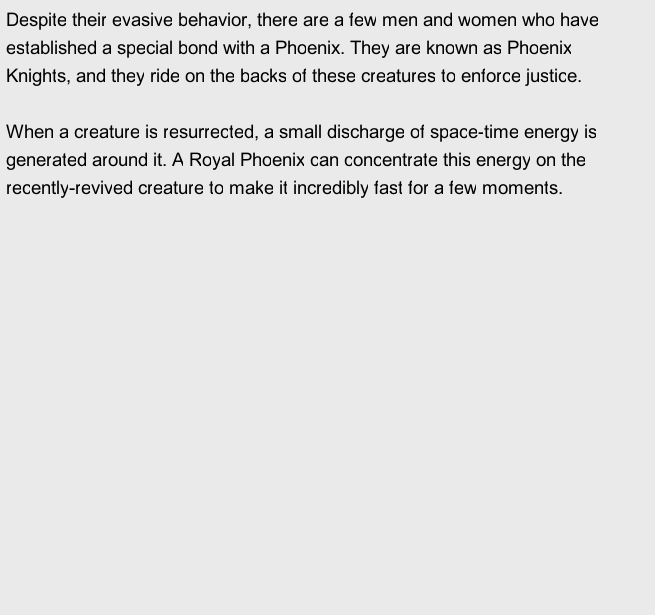 Despite their evasive behavior, there are a few men and women who have
established a special bond with a Phoenix. They are known as Phoenix
Knights, and they ride on the backs of these creatures to enforce justice.
When a creature is resurrected, a small discharge of space-time energy is
generated around it. A Royal Phoenix can concentrate this energy on the
recently-revived creature to make it incredibly fast for a few moments.